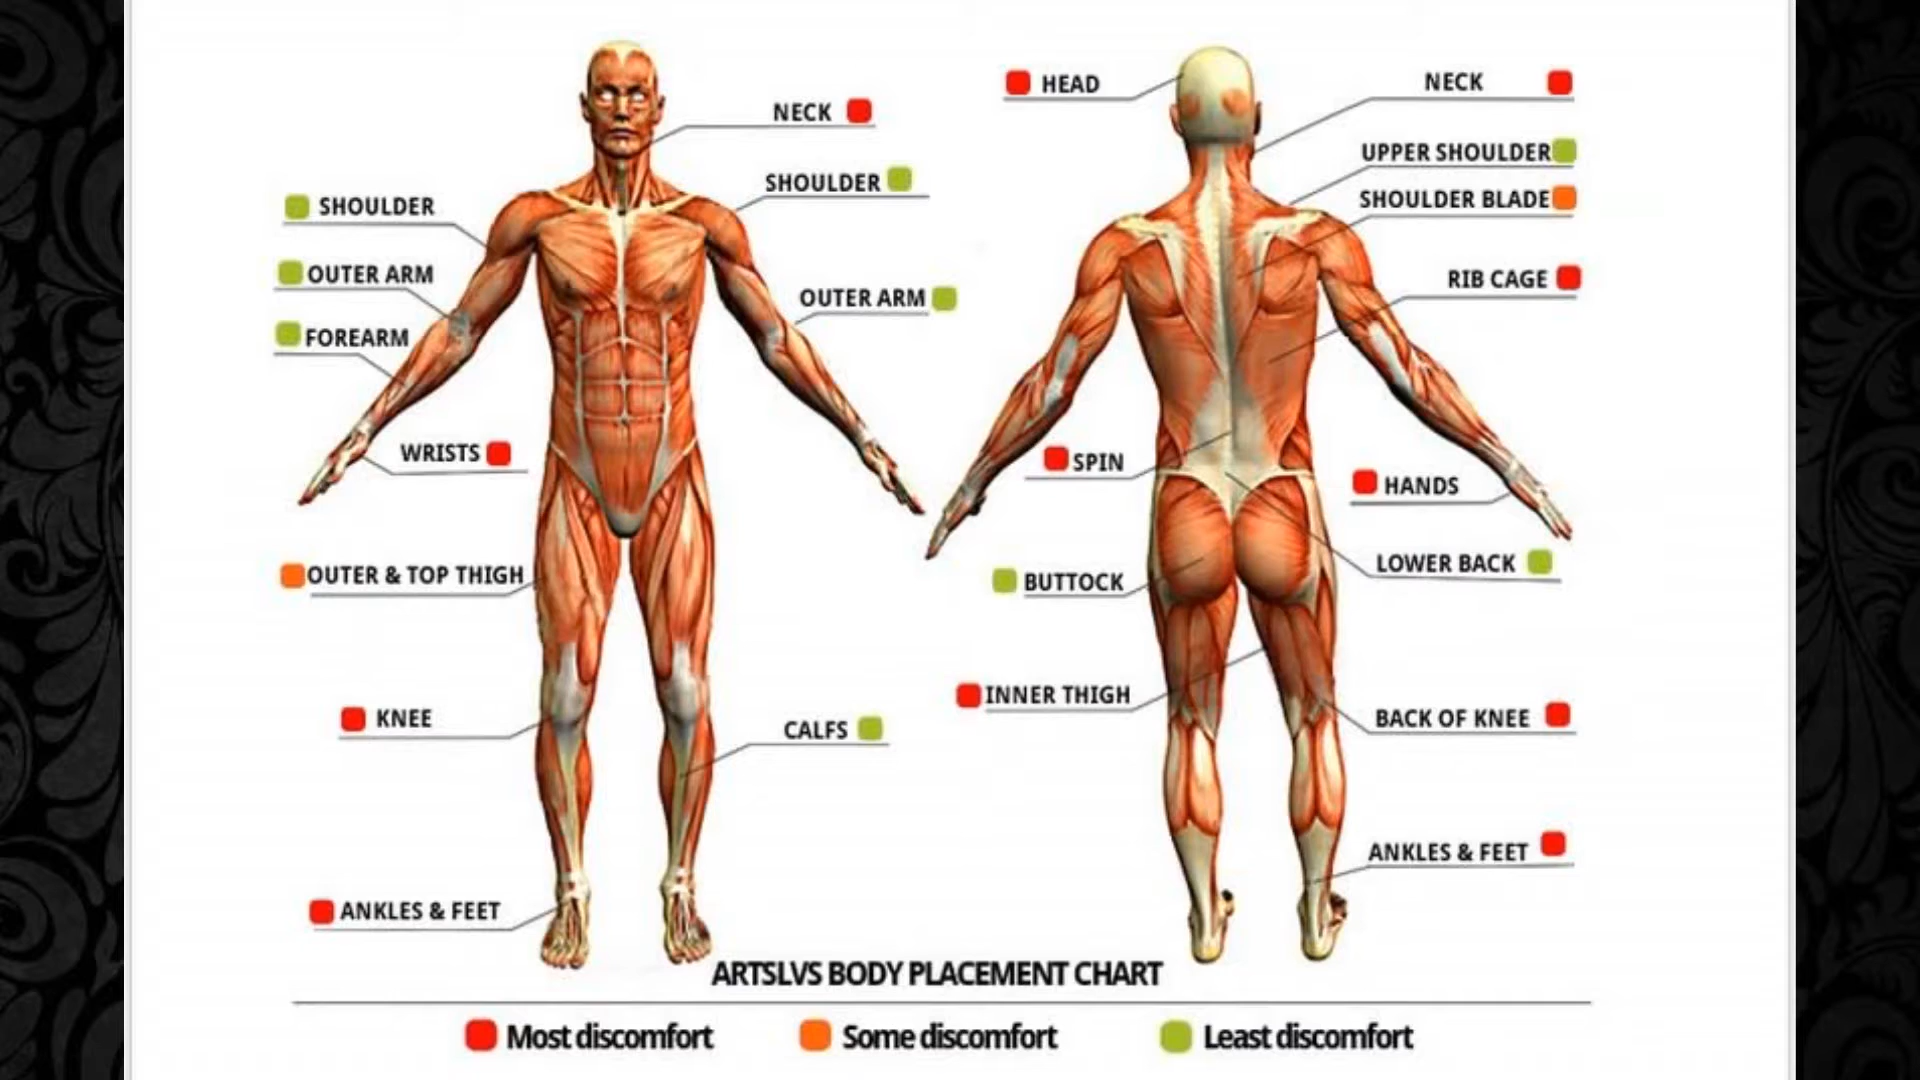 NECK
SHOULDER
SHOULDER
OUTER ARM
OUTER ARM
FOREARM
WRISTS
OUTER & TOP THIGH
KNEE
CALFS
ANKLES & FEET
HEAD
NECK
UPPER SHOULDER
SHOULDER BLADE
RIB CAGE
SPIN
HANDS
LOWER BACK
BUTTOCK
INNER THIGH
BACK OF KNEE
ANKLES & FEET
ARTSLVS BODY PLACEMENT CHART
Most discomfort
Some discomfort
Least discomfort